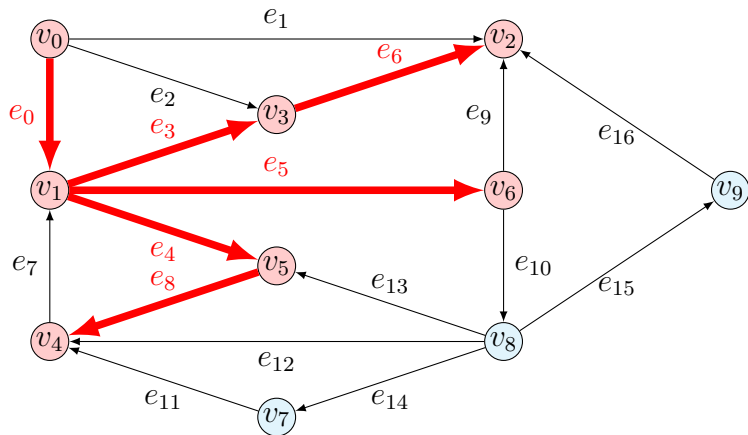 e₁
v₀
v₂
e₆
e₂
e₀
e₃
v₃
e₉
e₁₆
e₅
v₁
v₆
v₉
e₄
e₇
e₈
v₅
e₁₀
e₁₃
e₁₅
v₄
v₈
e₁₂
e₁₁
e₁₄
v₇